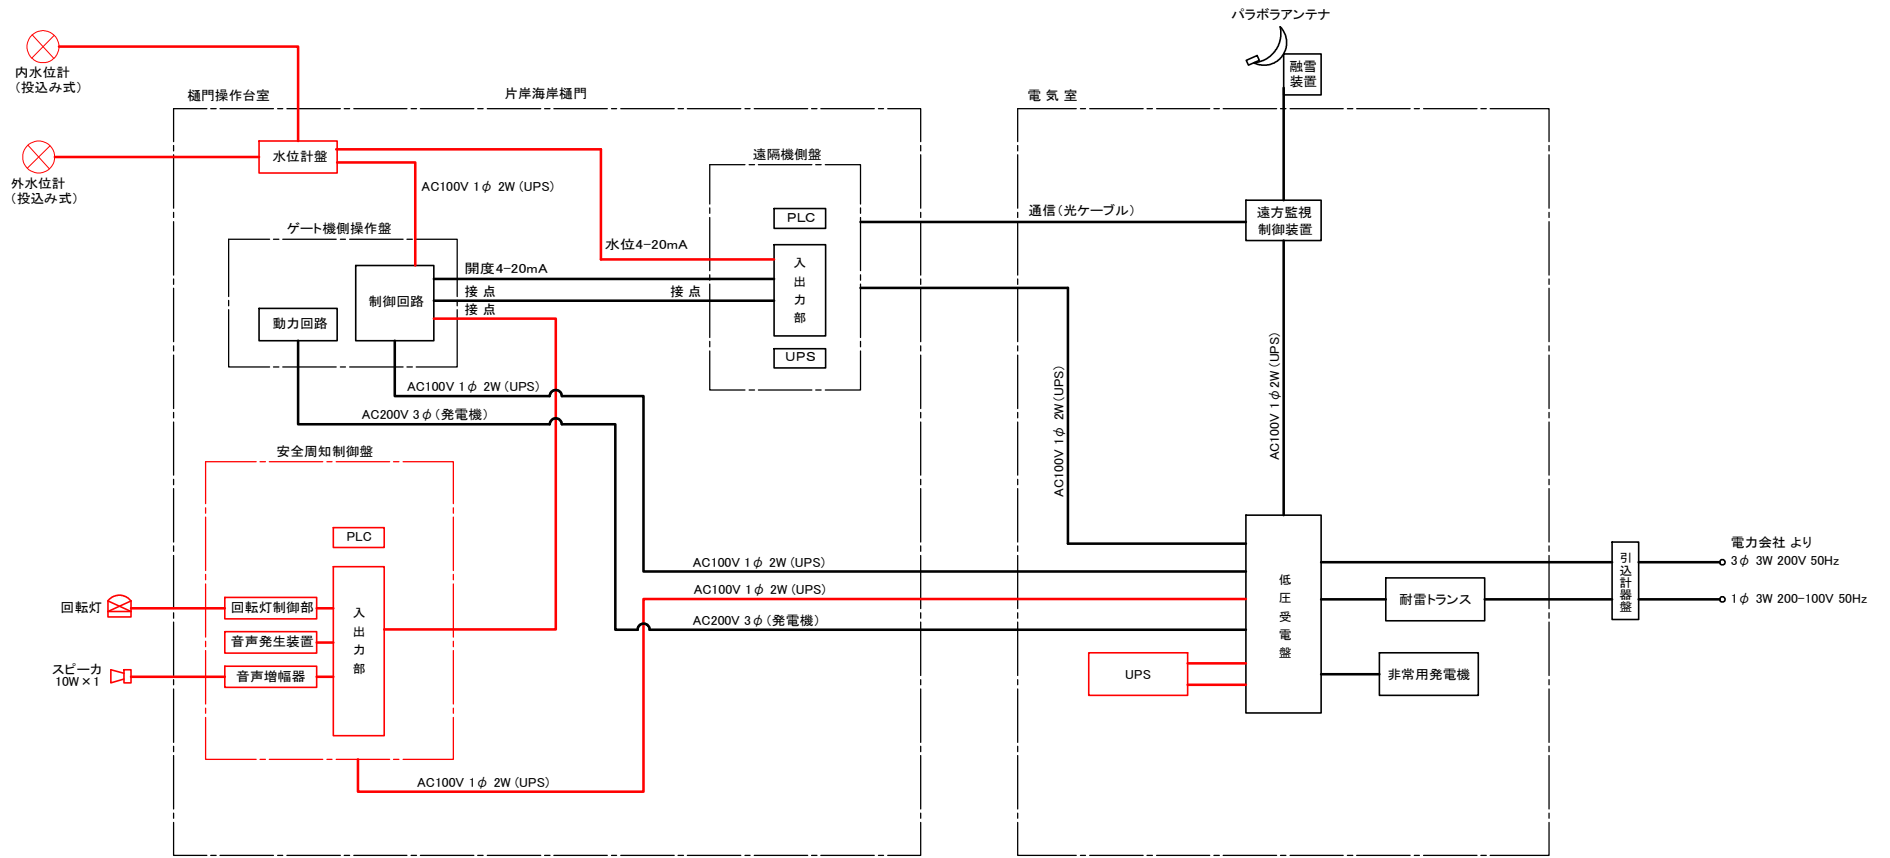 パラボラアンテナ
融雪
装置
内水位計
(投込み式)
樋門操作台室
片岸海岸樋門
電 気 室
水位計盤
遠隔機側盤
外水位計
(投込み式)
AC100V 1φ 2W (UPS)
PLC
通信(光ケーブル)
遠方監視
制御装置
ゲート機側操作盤
水位4-20mA
入出力部
開度4-20mA
接 点
接 点
接 点
制御回路
動力回路
UPS
AC100V 1φ 2W (UPS)
AC200V 3φ (発電機)
AC100V 1φ 2W (UPS)
AC100V 1φ 2W (UPS)
安全周知制御盤
PLC
入出力部
回転灯
回転灯制御部
音声発生装置
スピーカ
10W×1
音声増幅器
AC100V 1φ 2W (UPS)
AC100V 1φ 2W (UPS)
AC100V 1φ 2W (UPS)
AC200V 3φ (発電機)
UPS
低圧受電盤
耐雷トランス
非常用発電機
引込計器盤
電力会社 より
3φ 3W 200V 50Hz
1φ 3W 200-100V 50Hz